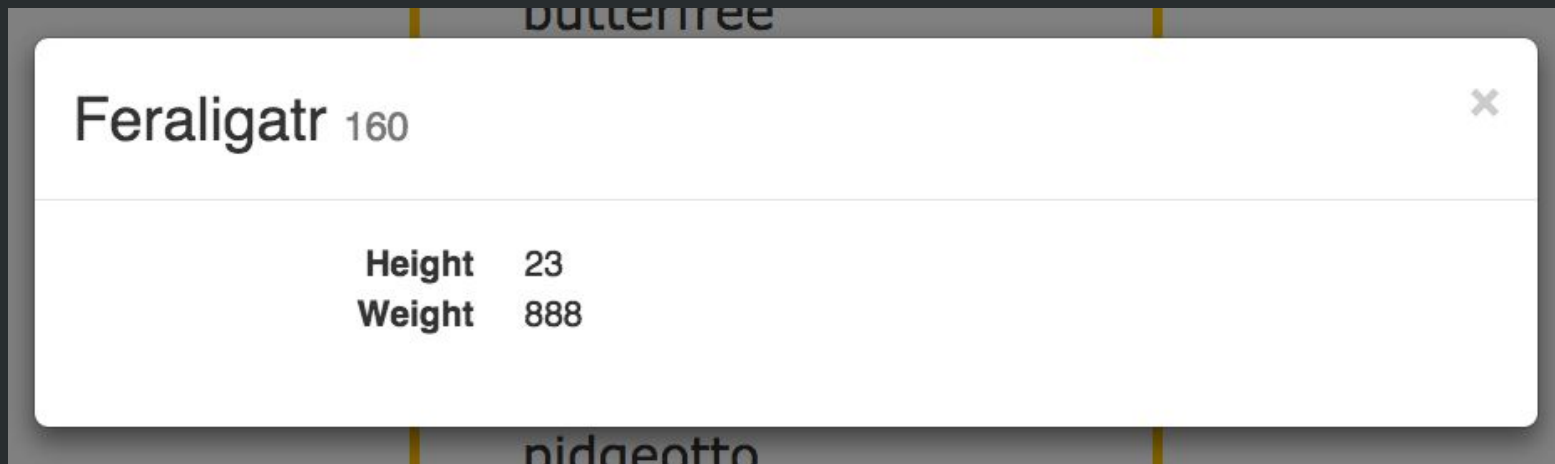 butterfree
Feraligatr 160
×
Height 23
Weight 888
pidgeotto